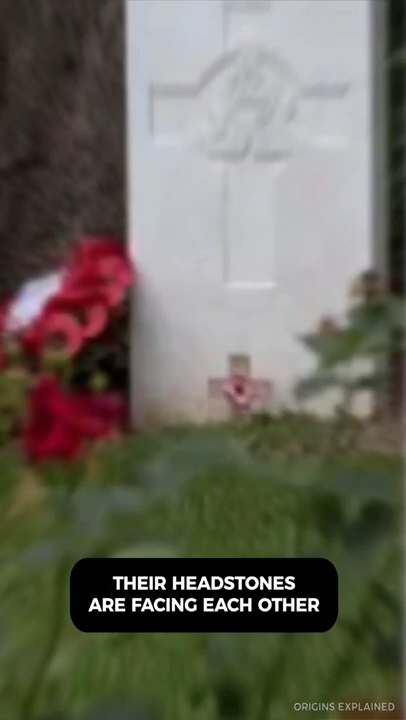 THEIR HEADSTONES
ARE FACING EACH OTHER
ORIGINS EXPLAINED